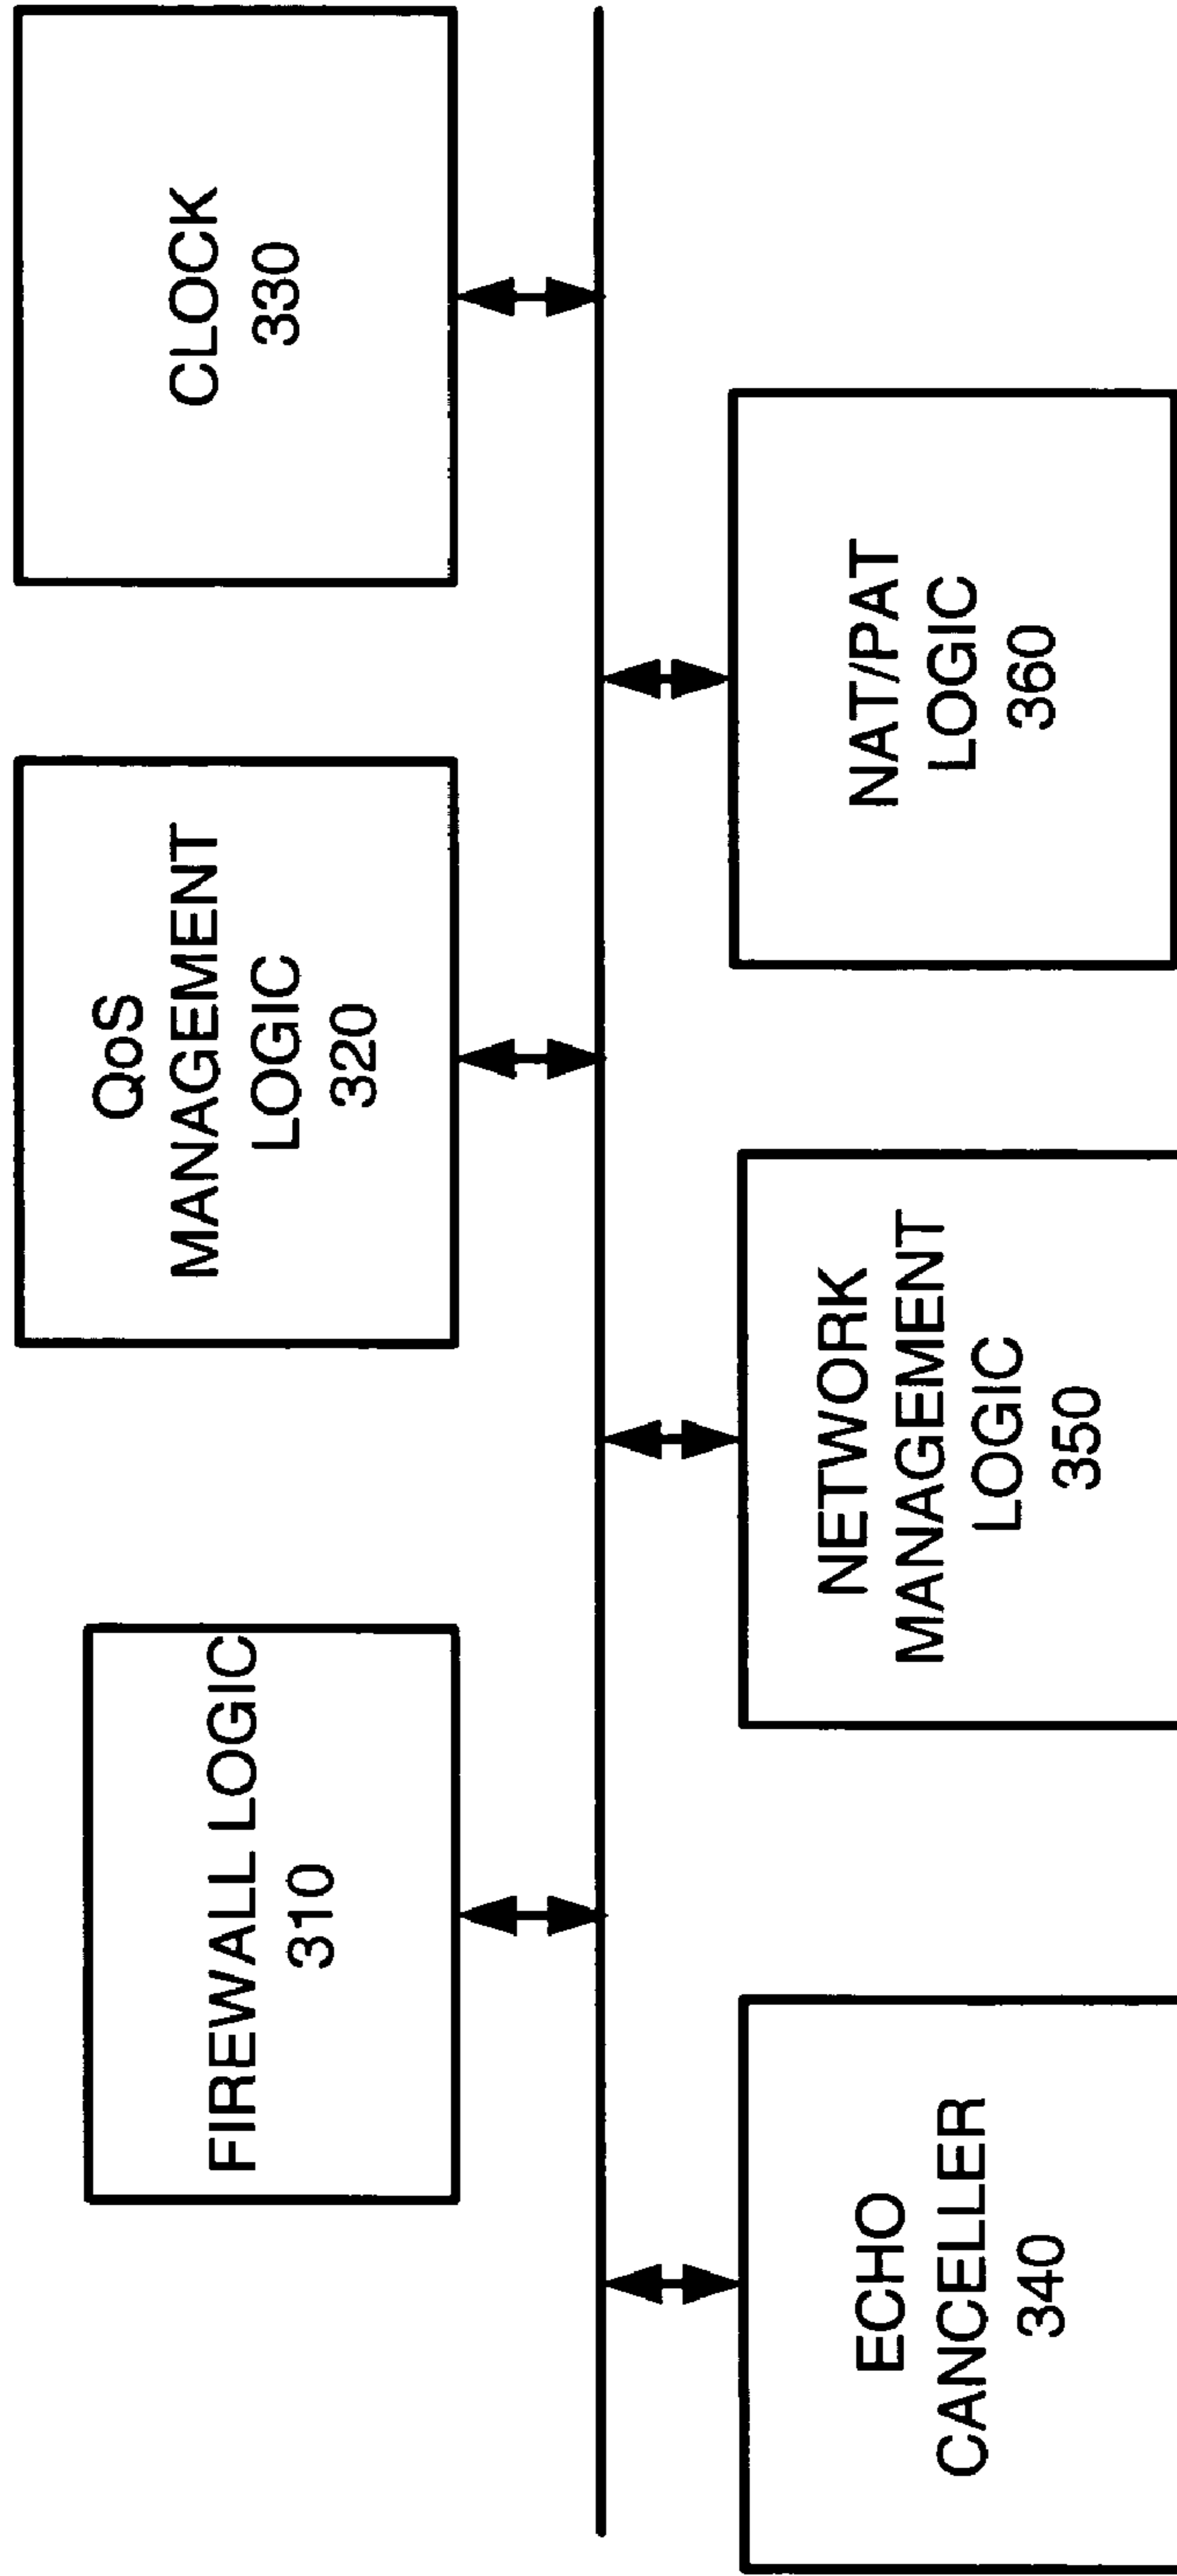 FIREWALL LOGIC
310
QoS
MANAGEMENT
LOGIC
320
CLOCK
330
ECHO
CANCELLER
340
NETWORK
MANAGEMENT
LOGIC
350
NAT/PAT
LOGIC
360